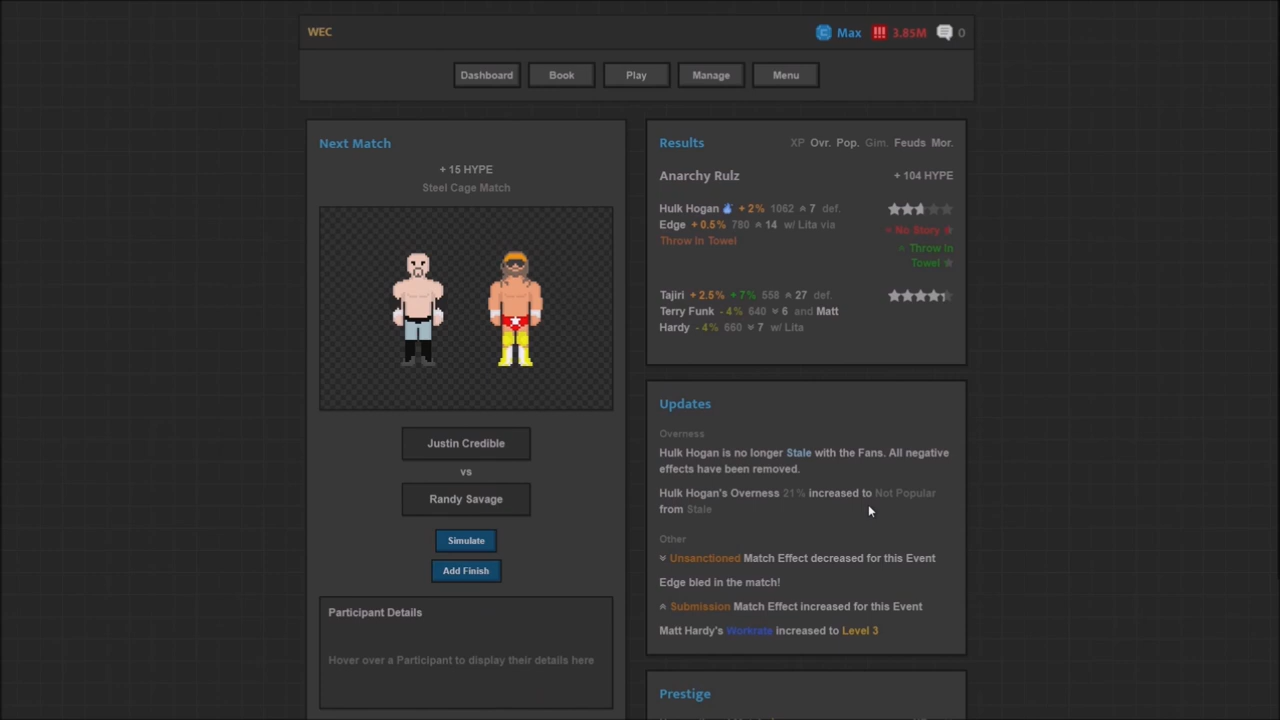 WEC
Max
3.85M
0
Dashboard
Book
Play
Manage
Menu
Next Match
+ 15 HYPE
Steel Cage Match
Justin Credible
vs
Randy Savage
Simulate
Add Finish
Participant Details
Hover over a Participant to display their details here
Results
XP Ovr. Pop. Gim. Feuds Mor.
Anarchy Rulz
+ 104 HYPE
Hulk Hogan + 2% 1062 7 def.
Edge + 0.5% 780 14 w/ Lita via
Throw In Towel
No Story
Throw In
Towel
Tajiri + 2.5% + 7% 558 27 def.
Terry Funk - 4% 640 6 and Matt
Hardy - 4% 660 7 w/ Lita
Updates
Overness
Hulk Hogan is no longer Stale with the Fans. All negative
effects have been removed.
Hulk Hogan's Overness 21% increased to Not Popular
from Stale
Other
Unsanctioned Match Effect decreased for this Event
Edge bled in the match!
Submission Match Effect increased for this Event
Matt Hardy's Workrate increased to Level 3
Prestige